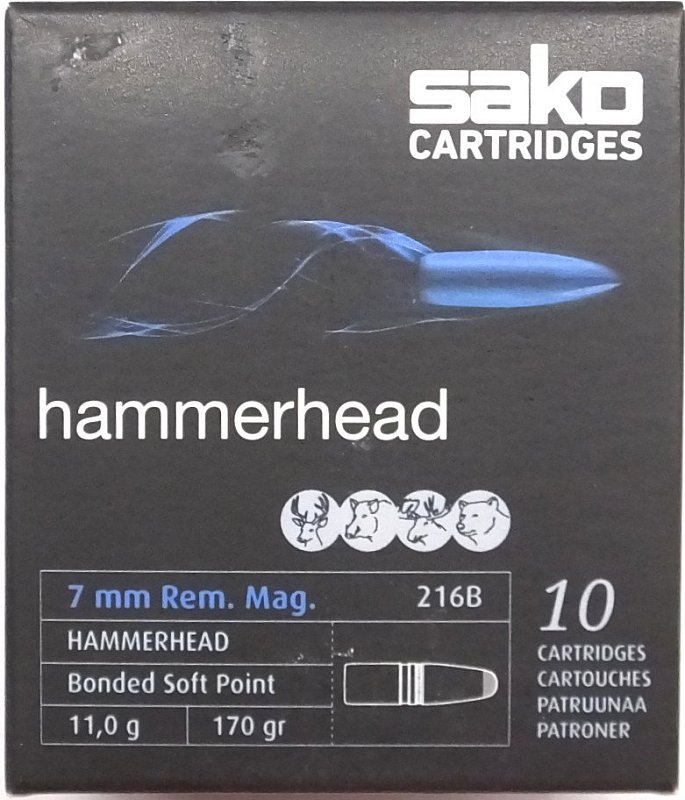 sako
CARTRIDGES
hammerhead
7 mm Rem. Mag. 216B
HAMMERHEAD
Bonded Soft Point
11,0 g 170 gr
10
CARTRIDGES
CARTOUCHES
PATRUUNAA
PATRONER